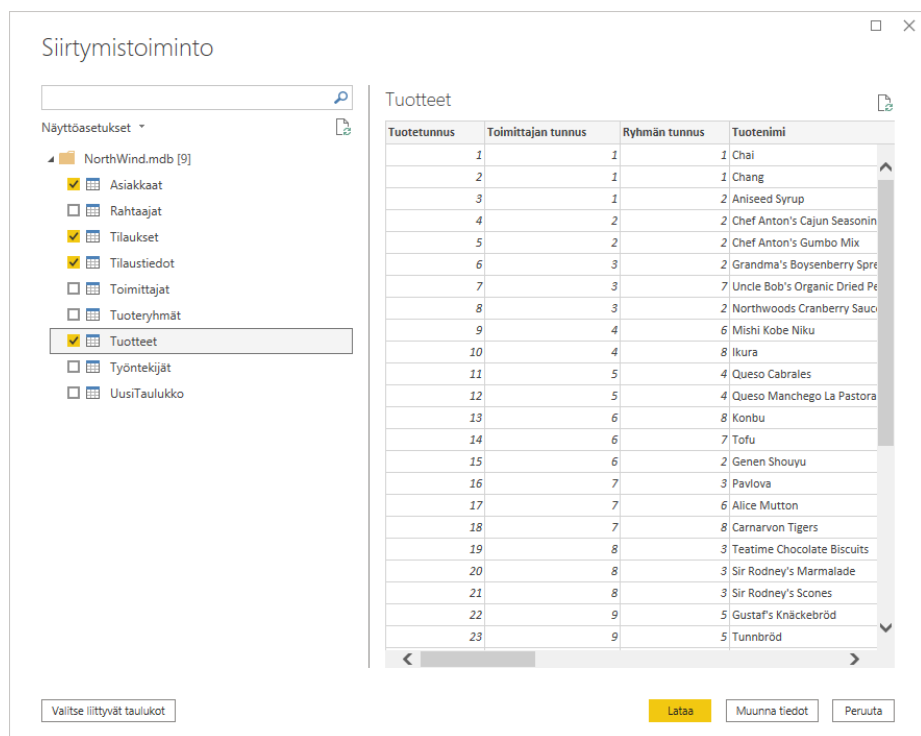 Siirtymistoiminto
Näyttöasetukset
NorthWind.mdb [9]
Asiakkaat
Rahtaajat
Tilaukset
Tilaustiedot
Toimittajat
Tuoteryhmät
Tuotteet
Työntekijät
UusiTaulukko
Tuotteet
Tuotetunnus Toimittajan tunnus Ryhmän tunnus Tuotenimi
1 1 1 Chai
2 1 1 Chang
3 1 2 Aniseed Syrup
4 2 2 Chef Anton's Cajun Seasonin
5 2 2 Chef Anton's Gumbo Mix
6 3 2 Grandma's Boysenberry Spre
7 3 7 Uncle Bob's Organic Dried Pe
8 3 2 Northwoods Cranberry Sauc
9 4 6 Mishi Kobe Niku
10 4 8 Ikura
11 5 4 Queso Cabrales
12 5 4 Queso Manchego La Pastora
13 6 8 Konbu
14 6 7 Tofu
15 6 2 Genen Shouyu
16 7 3 Pavlova
17 7 6 Alice Mutton
18 7 8 Carnarvon Tigers
19 8 3 Teatime Chocolate Biscuits
20 8 3 Sir Rodney's Marmalade
21 8 3 Sir Rodney's Scones
22 9 5 Gustaf's Knäckebröd
23 9 5 Tunnbröd
Valitse liittyvät taulukot
Lataa
Muunna tiedot
Peruuta